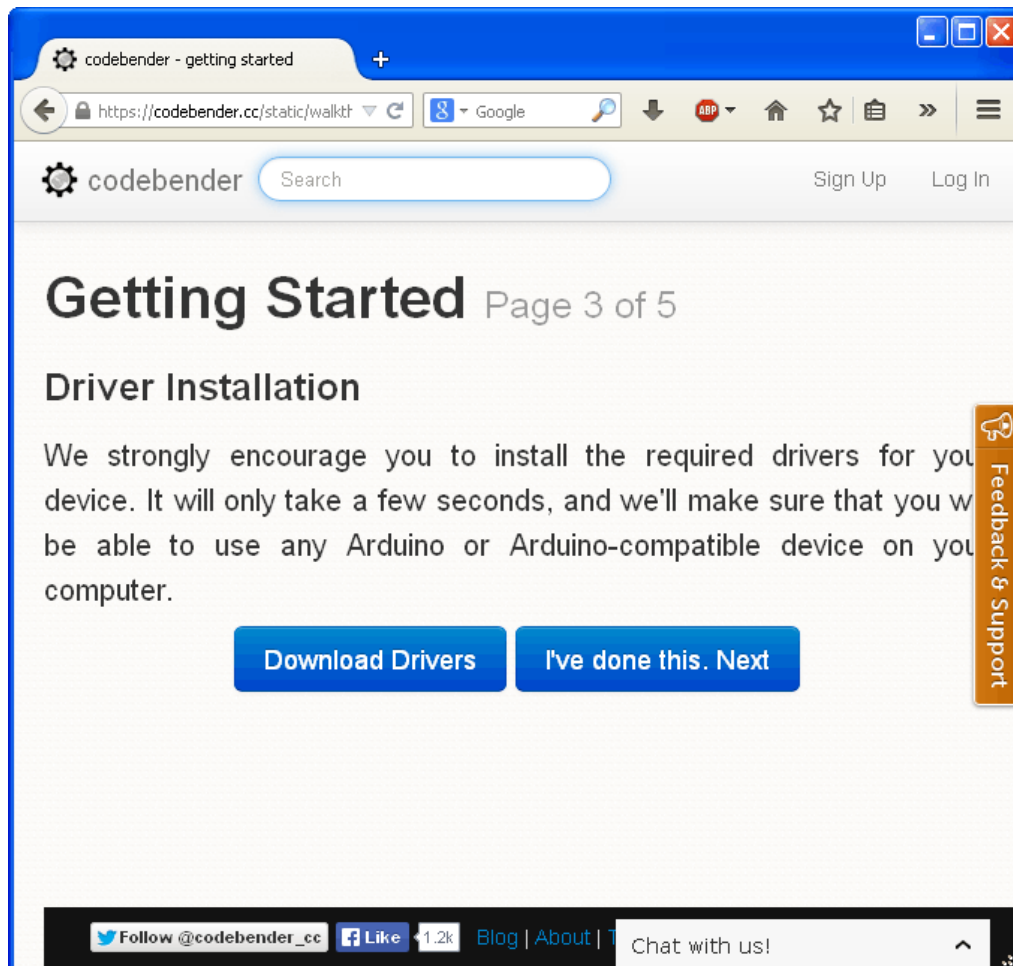 codebender - getting started
https://codebender.cc/static/walkth
Google
ABP
codebender
Search
Sign Up
Log In
Getting Started Page 3 of 5
Driver Installation
We strongly encourage you to install the required drivers for you
device. It will only take a few seconds, and we'll make sure that you w
be able to use any Arduino or Arduino-compatible device on you
computer.
Download Drivers
I've done this. Next
Feedback & Support
Follow @codebender_cc
Like
1.2k
Blog | About |
Chat with us!